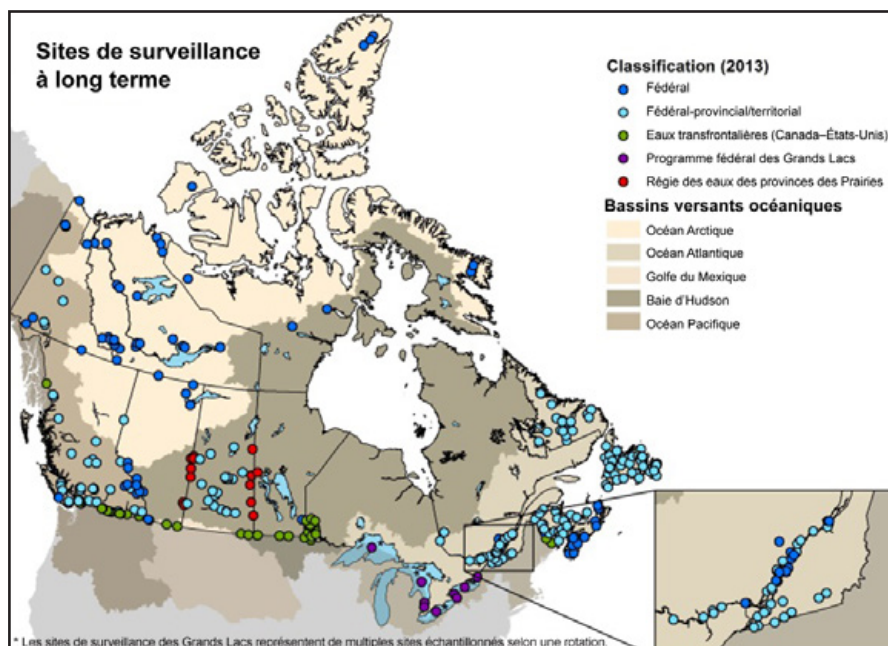 Sites de surveillance
à long terme
Classification (2013)
Fédéral
Fédéral-provincial/territorial
Eaux transfrontalières (Canada–États-Unis)
Programme fédéral des Grands Lacs
Régie des eaux des provinces des Prairies
Bassins versants océaniques
Océan Arctique
Océan Atlantique
Golfe du Mexique
Baie d'Hudson
Océan Pacifique
* Les sites de surveillance des Grands Lacs représentent de multiples sites échantillonnés selon une rotation.